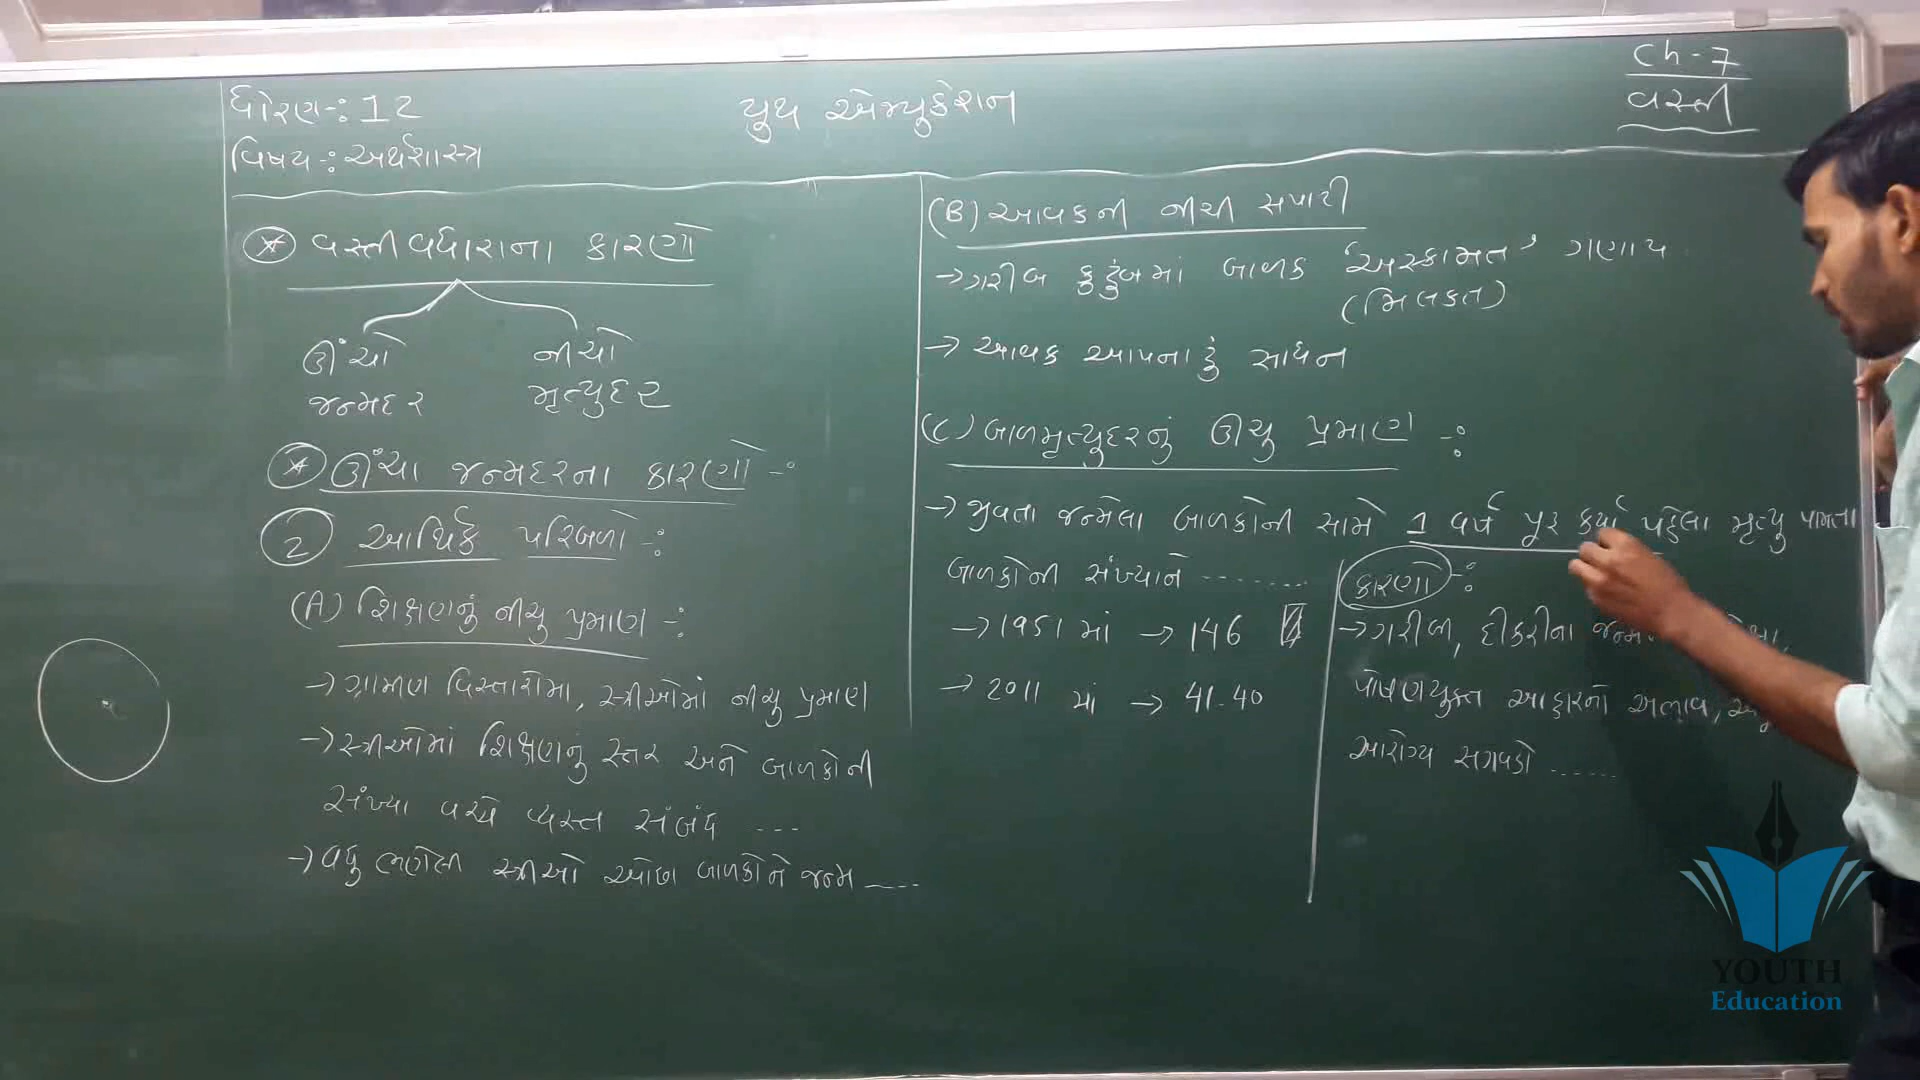 ધોરણ-: 12
વિષય-: અર્થશાસ્ત્ર
યુથ એજ્યુકેશન
Ch-7
વસ્તી
* વસ્તીવધારાના કારણો
ઊંચો જન્મદર
નીચો મૃત્યુદર
* ઊંચા જન્મદરના કારણો -:
2 આર્થિક પરિબળો -:
(A) શિક્ષણનું નીચુ પ્રમાણ -:
→ ગ્રામીણ વિસ્તારોમા, સ્ત્રીઓમાં નીચુ પ્રમાણ
→ સ્ત્રીઓમાં શિક્ષણનું સ્તર અને બાળકોની
સંખ્યા વચ્ચે વ્યસ્ત સંબંધ ---
→ વધુ ભણેલી સ્ત્રીઓ ઓછા બાળકોને જન્મ ----
(B) આવકની નીચી સપાટી
→ ગરીબ કુટુંબમાં બાળક 'અસ્કામત' ગણાય
(મિલકત)
→ આવક આપનારું સાધન
(C) બાળમૃત્યુદરનું ઊચુ પ્રમાણ -:
→ જીવતા જન્મેલા બાળકોની સામે 1 વર્ષ પૂરૂ કર્યા પહેલા મૃત્યુ પામતા
બાળકોની સંખ્યાને --------
→ 1951 માં → 146
→ 2011 માં → 41.40
કારણો -:
→ ગરીબી, દીકરીના
પોષણયુક્ત આહારનો અભાવ,
આરોગ્ય સગવડો ------
YOUTH
Education